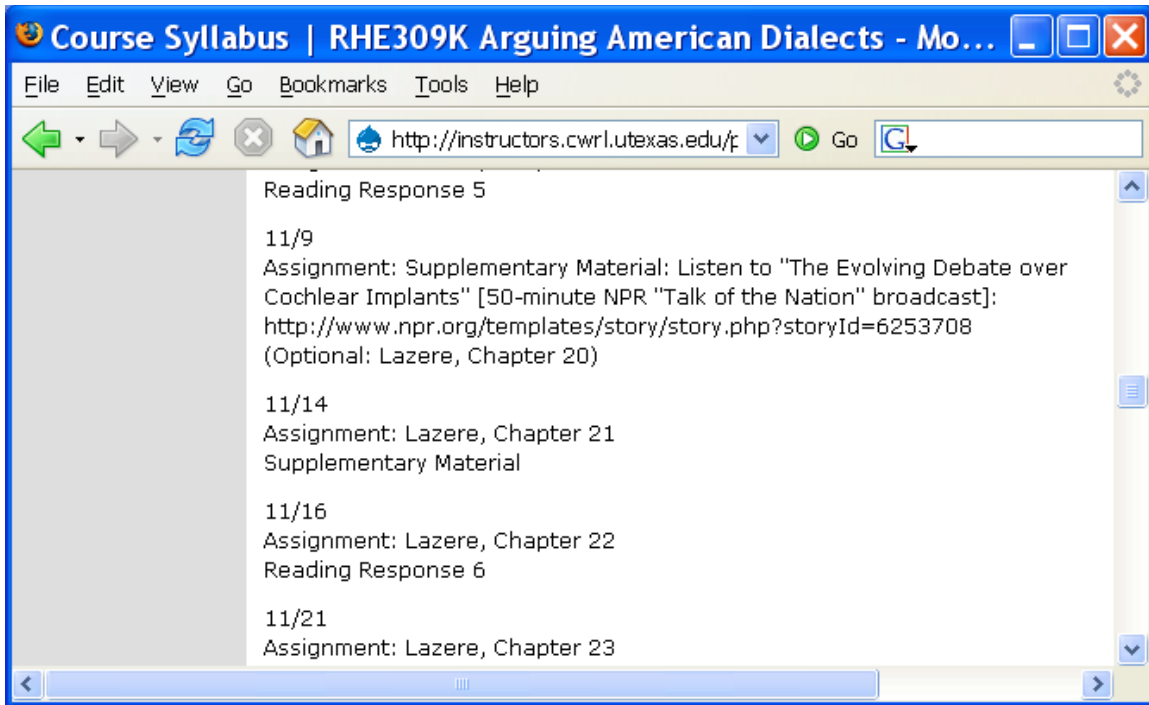 Course Syllabus | RHE309K Arguing American Dialects - Mo...
File Edit View Go Bookmarks Tools Help
http://instructors.cwrl.utexas.edu/p Go G
Reading Response 5
11/9
Assignment: Supplementary Material: Listen to "The Evolving Debate over
Cochlear Implants" [50-minute NPR "Talk of the Nation" broadcast]:
http://www.npr.org/templates/story/story.php?storyId=6253708
(Optional: Lazere, Chapter 20)
11/14
Assignment: Lazere, Chapter 21
Supplementary Material
11/16
Assignment: Lazere, Chapter 22
Reading Response 6
11/21
Assignment: Lazere, Chapter 23